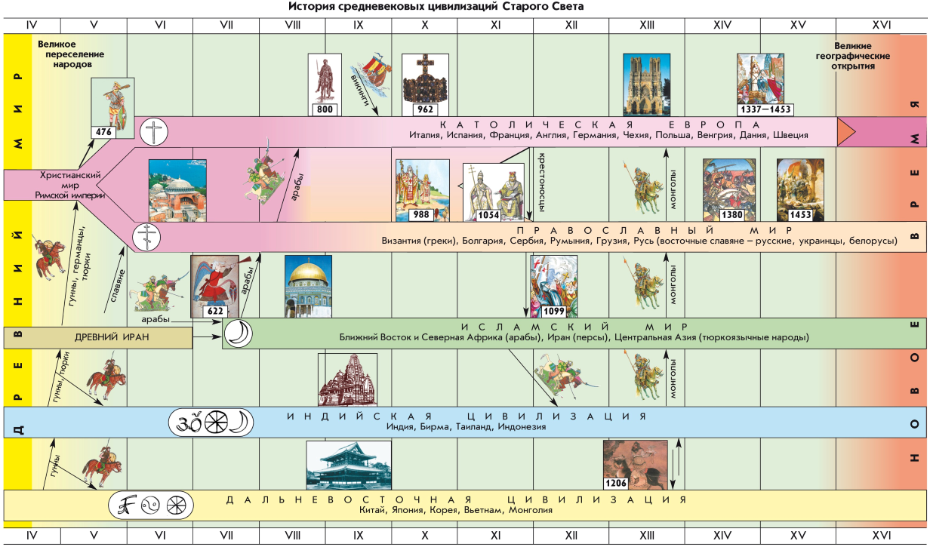 История средневековых цивилизаций Старого Света
IV V VI VII VIII IX X XI XII XIII XIV XV XVI
Великое
переселение
народов
Великие
географические
открытия
ДРЕВНИЙ МИР
НОВОЕ ВРЕМЯ
476
800
викинги
962
1337–1453
КАТОЛИЧЕСКАЯ ЕВРОПА
Италия, Испания, Франция, Англия, Германия, Чехия, Польша, Венгрия, Дания, Швеция
Христианский
мир
Римской империи
арабы
988
1054
крестоносцы
монголы
1380
1453
ПРАВОСЛАВНЫЙ МИР
Византия (греки), Болгария, Сербия, Румыния, Грузия, Русь (восточные славяне – русские, украинцы, белорусы)
гунны, германцы,
тюрки
славяне
арабы
622
арабы
1099
монголы
ДРЕВНИЙ ИРАН
ИСЛАМСКИЙ МИР
Ближний Восток и Северная Африка (арабы), Иран (персы), Центральная Азия (тюркоязычные народы)
гунны, тюрки
монголы
ИНДИЙСКАЯ ЦИВИЛИЗАЦИЯ
Индия, Бирма, Таиланд, Индонезия
гунны
1206
ДАЛЬНЕВОСТОЧНАЯ ЦИВИЛИЗАЦИЯ
Китай, Япония, Корея, Вьетнам, Монголия
IV V VI VII VIII IX X XI XII XIII XIV XV XVI